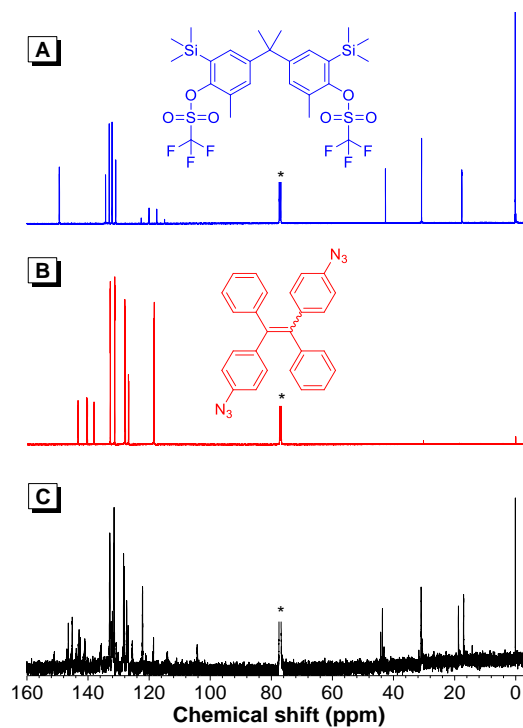 A
Si
Si
O
O
O S O
O S O
F F
F F
F
F
*
B
N3
N3
*
C
*
160 140 120 100 80 60 40 20 0
Chemical shift (ppm)